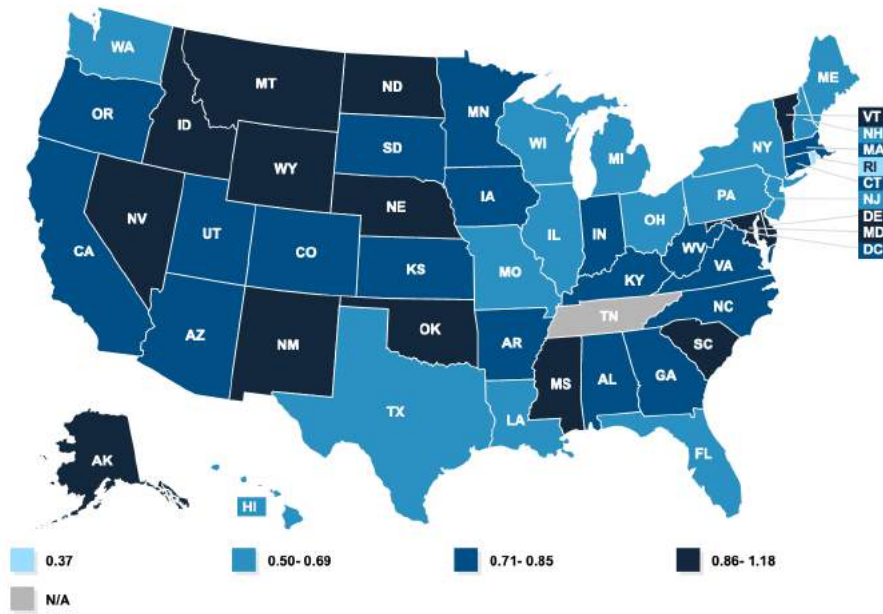 WA
ME
MT
ND
VT
OR
MN
NH
ID
WI
NY
MA
SD
MI
RI
WY
CT
PA
NJ
IA
NE
OH
DE
NV
IL
IN
MD
UT
WV
CA
CO
VA
DC
KS
MO
KY
NC
TN
OK
AZ
NM
AR
SC
MS
AL
GA
TX
LA
FL
AK
HI
0.37
0.50- 0.69
0.71- 0.85
0.86- 1.18
N/A